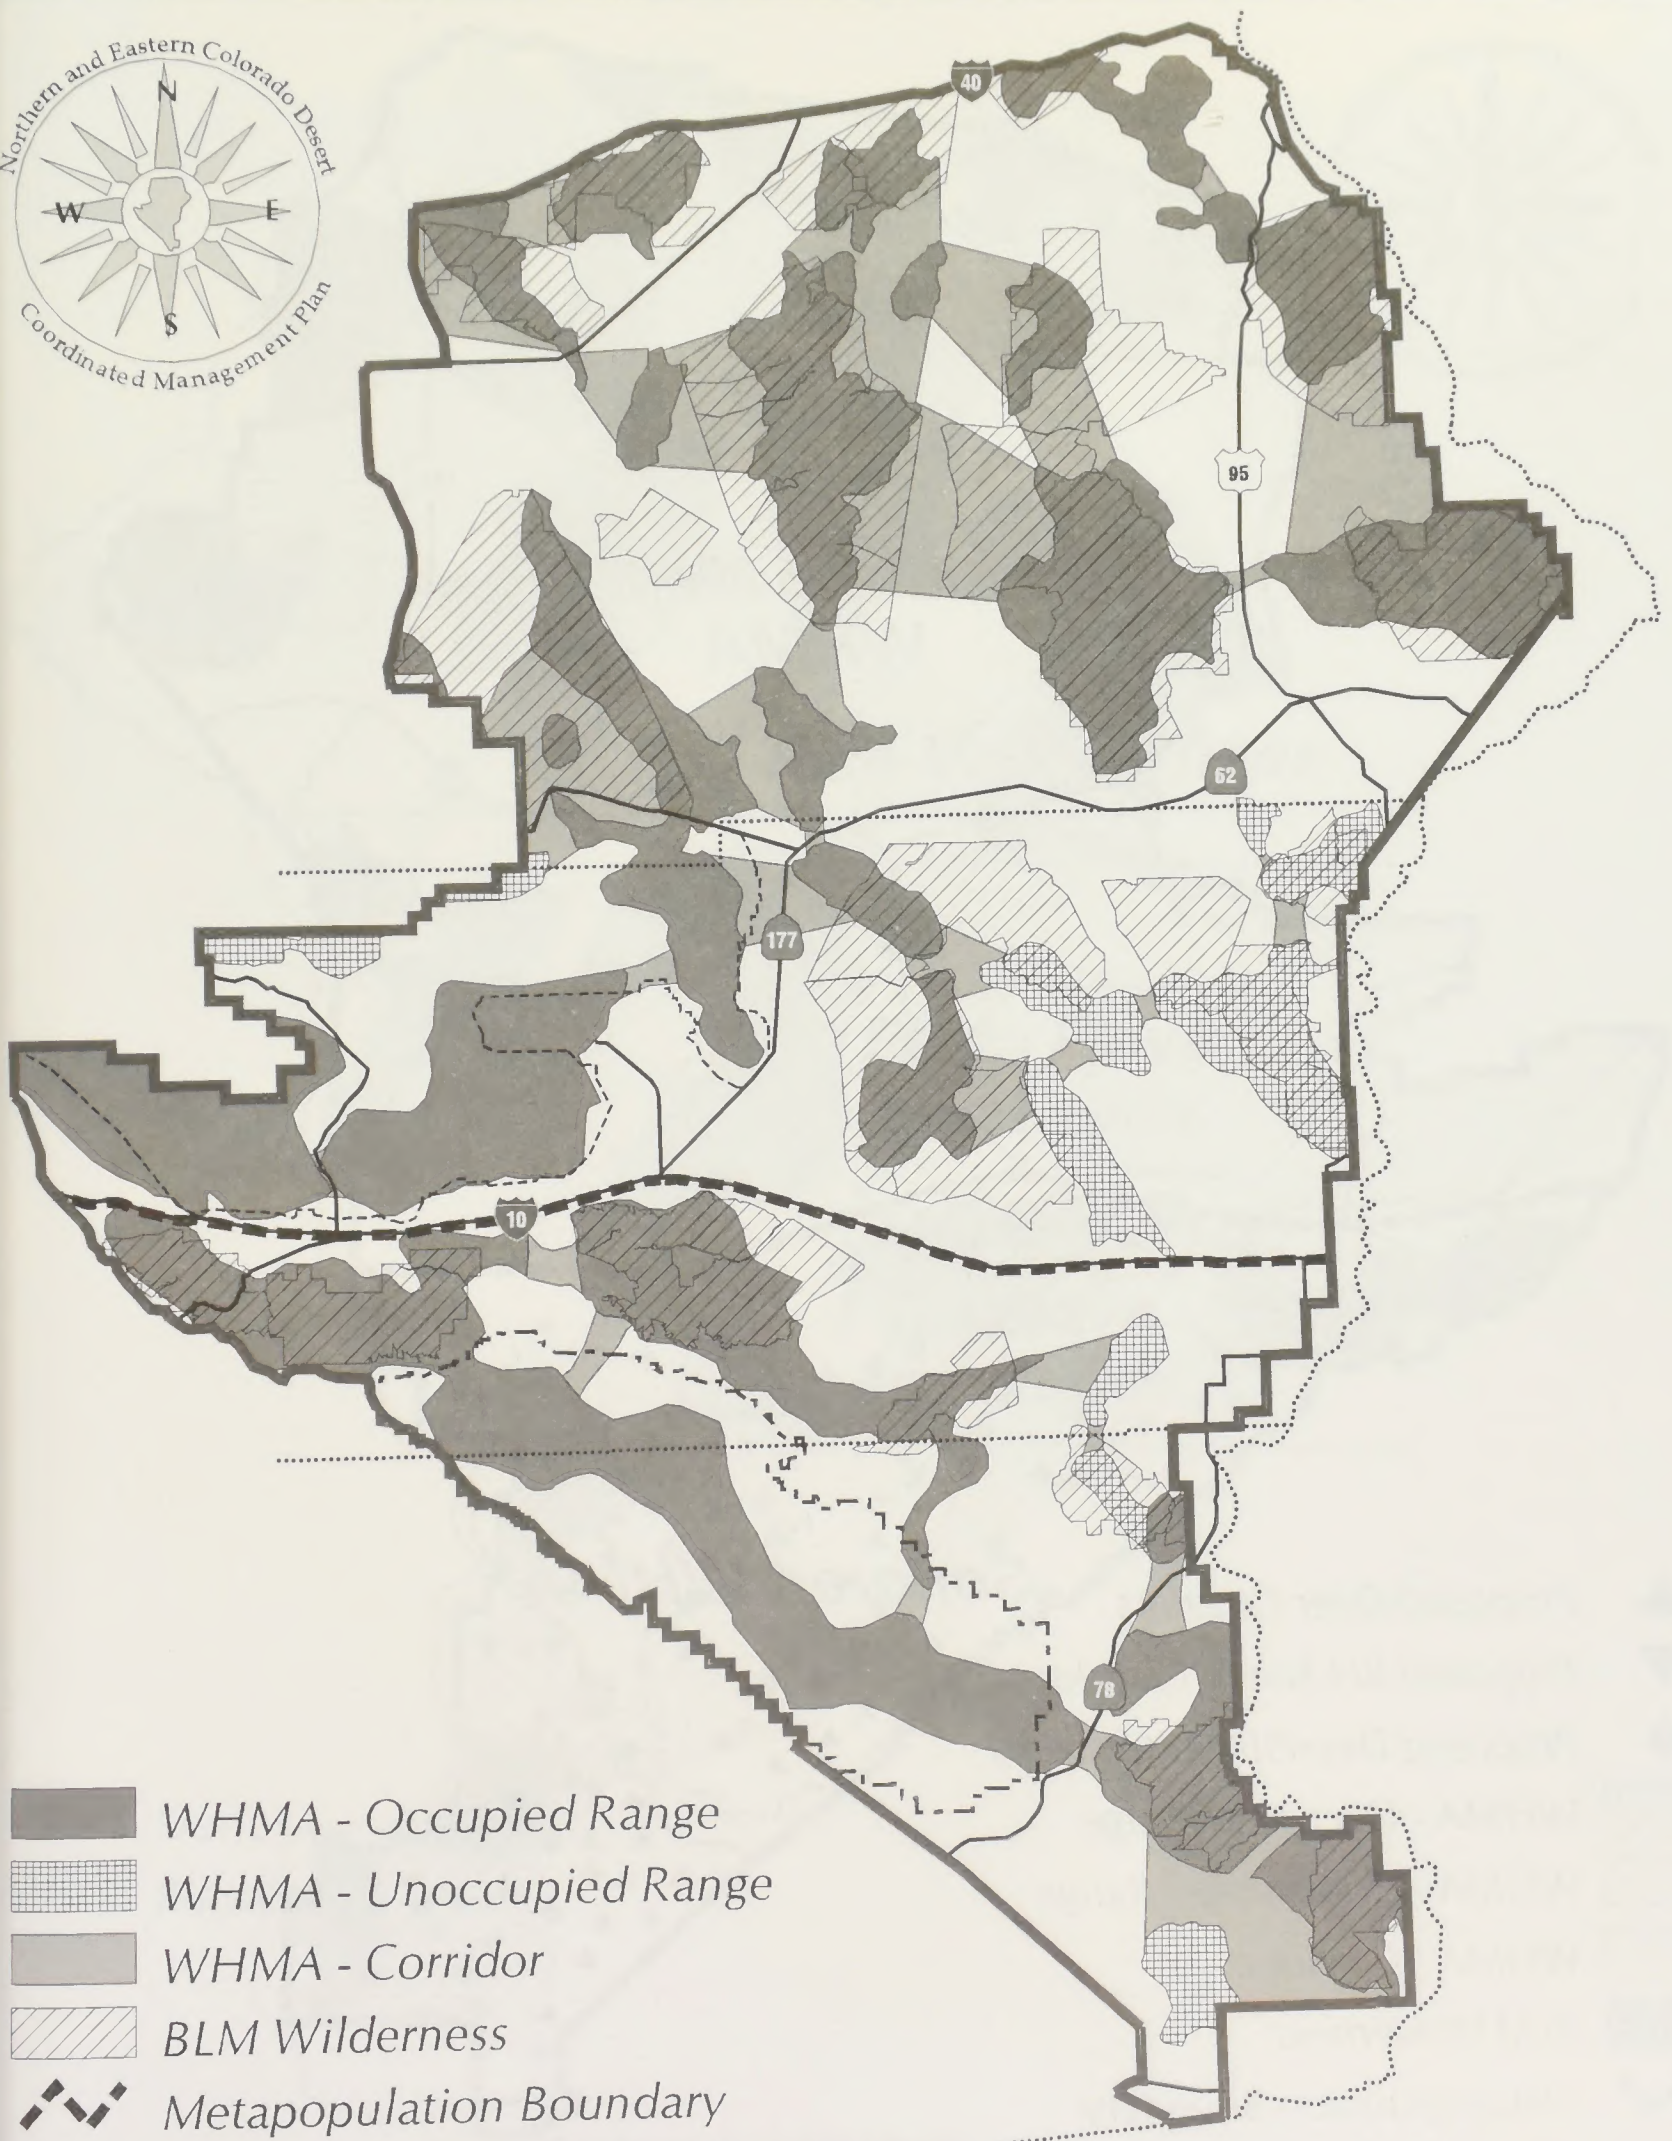 Northern and Eastern Colorado Desert
N
W
E
S
Coordinated Management Plan
40
95
62
177
10
78
WHMA - Occupied Range
WHMA - Unoccupied Range
WHMA - Corridor
BLM Wilderness
Metapopulation Boundary